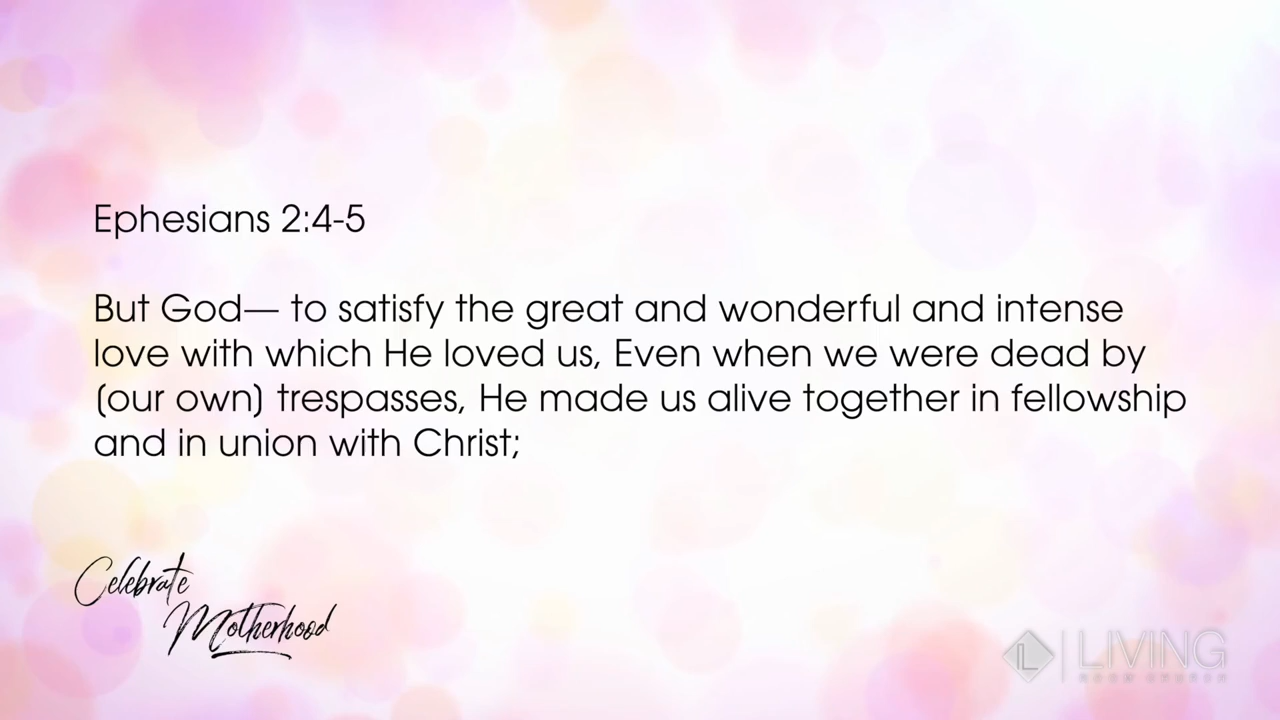 Ephesians 2:4-5
But God— to satisfy the great and wonderful and intense
love with which He loved us, Even when we were dead by
(our own) trespasses, He made us alive together in fellowship
and in union with Christ;
Celebrate
Motherhood
LIVING
ROOM CHURCH